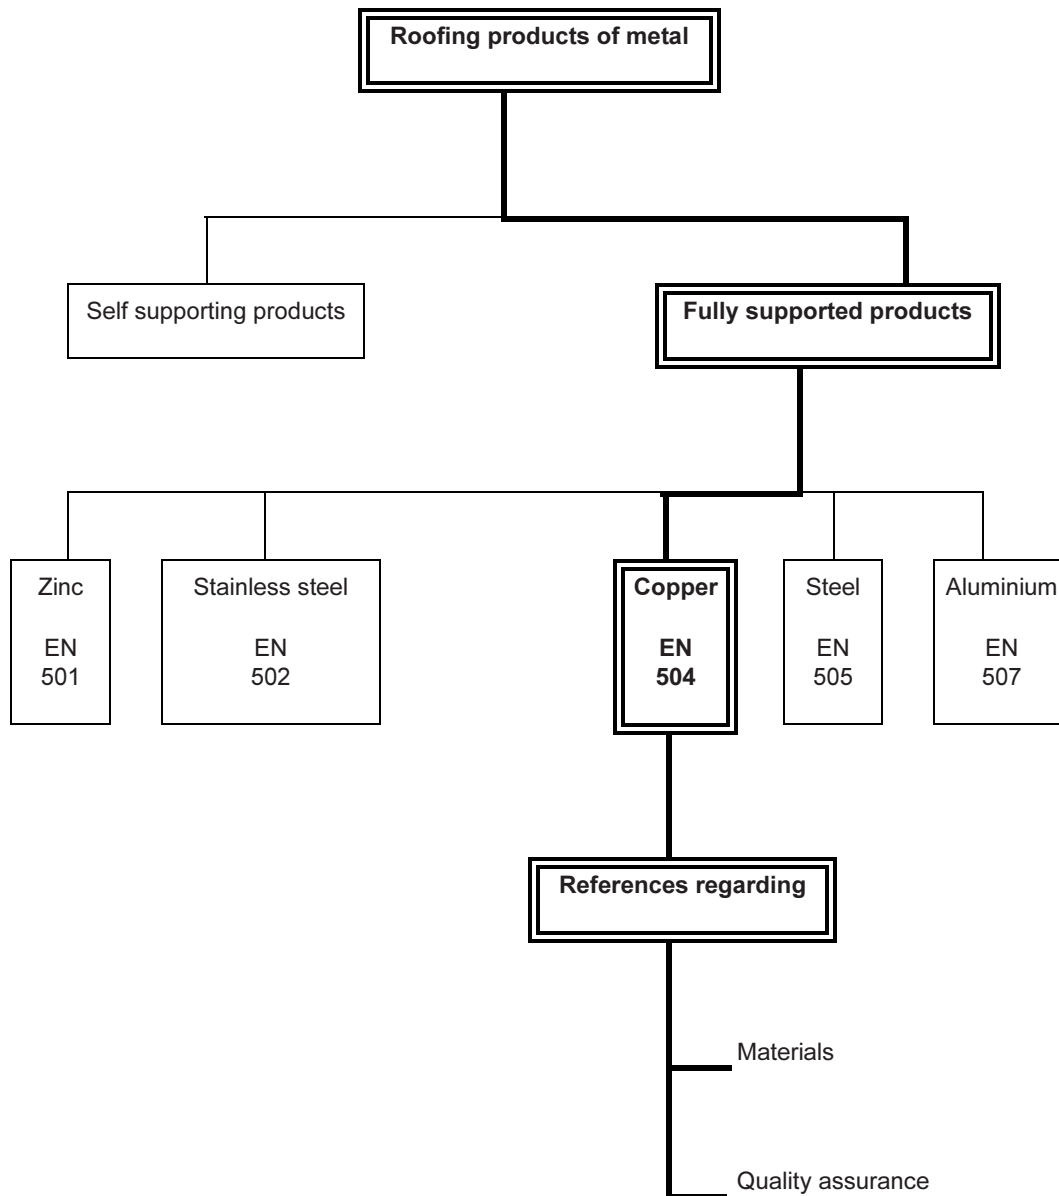 Roofing products of metal
Self supporting products
Fully supported products
Zinc
EN
501
Stainless steel
EN
502
Copper
EN
504
Steel
EN
505
Aluminium
EN
507
References regarding
Materials
Quality assurance